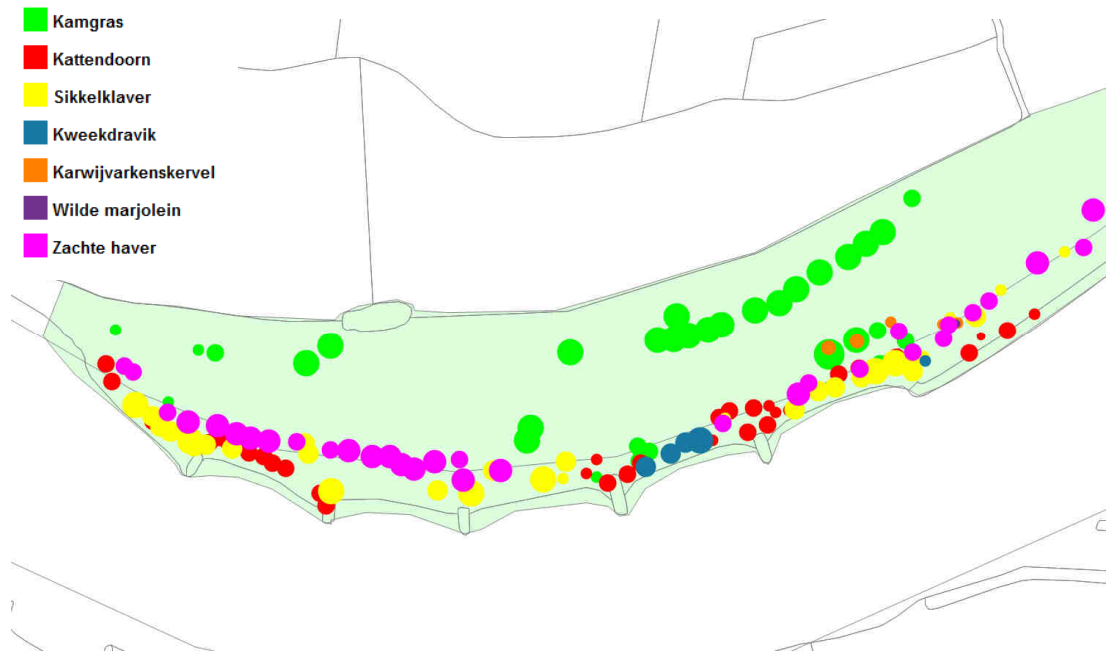 Kamgras
Kattendoorn
Sikkelklaver
Kweekdravik
Karwijvarkenskervel
Wilde marjolein
Zachte haver